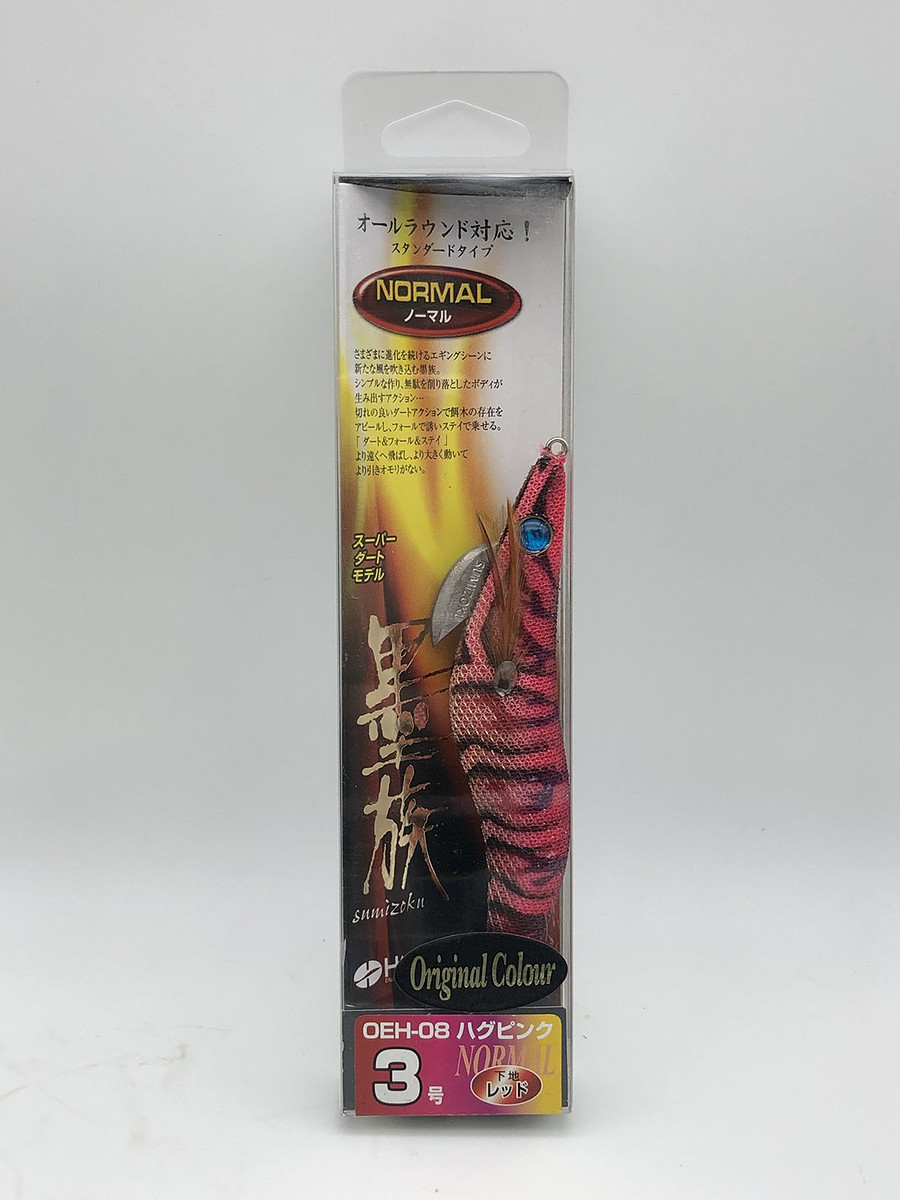 オールラウンド対応!
スタンダードタイプ
NORMAL
ノーマル
さまざまに進化を続けるエギングシーンに
新たな風を吹き込む墨族。
シンプルな作り、無駄を削り落としたボディが
生み出すアクション…
切れの良いダートアクションで餌木の存在を
アピールし、フォールで誘いステイで乗せる。
「ダート&フォール&ステイ」
より遠くへ飛ばし、より大きく動いて
より引きオモリがない。
スーパー
ダート
モデル
墨族
sumizoku
Original Colour
OEH-08 ハグピンク
3号
NORMAL
下地
レッド